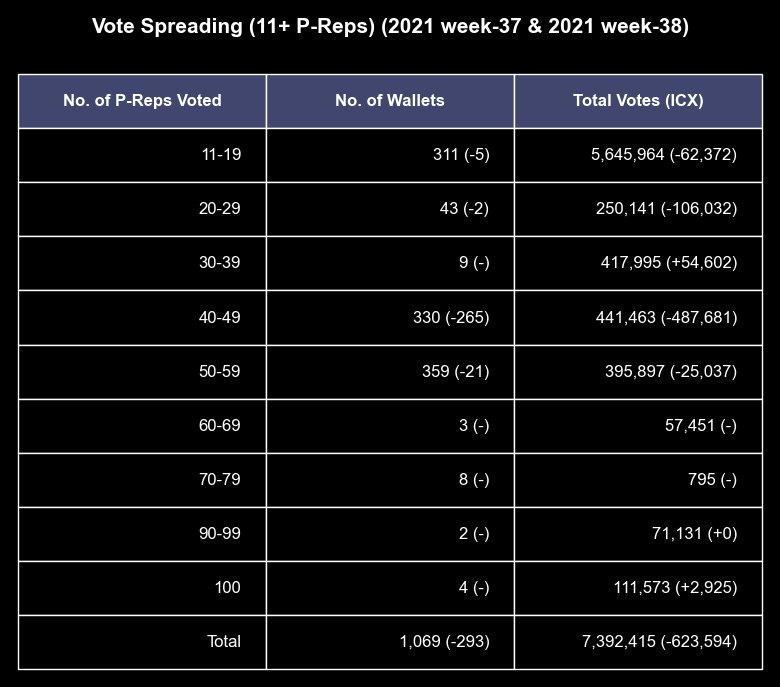 Vote Spreading (11+ P-Reps) (2021 week-37 & 2021 week-38)
No. of P-Reps Voted No. of Wallets Total Votes (ICX)
11-19 311 (-5) 5,645,964 (-62,372)
20-29 43 (-2) 250,141 (-106,032)
30-39 9 (-) 417,995 (+54,602)
40-49 330 (-265) 441,463 (-487,681)
50-59 359 (-21) 395,897 (-25,037)
60-69 3 (-) 57,451 (-)
70-79 8 (-) 795 (-)
90-99 2 (-) 71,131 (+0)
100 4 (-) 111,573 (+2,925)
Total 1,069 (-293) 7,392,415 (-623,594)